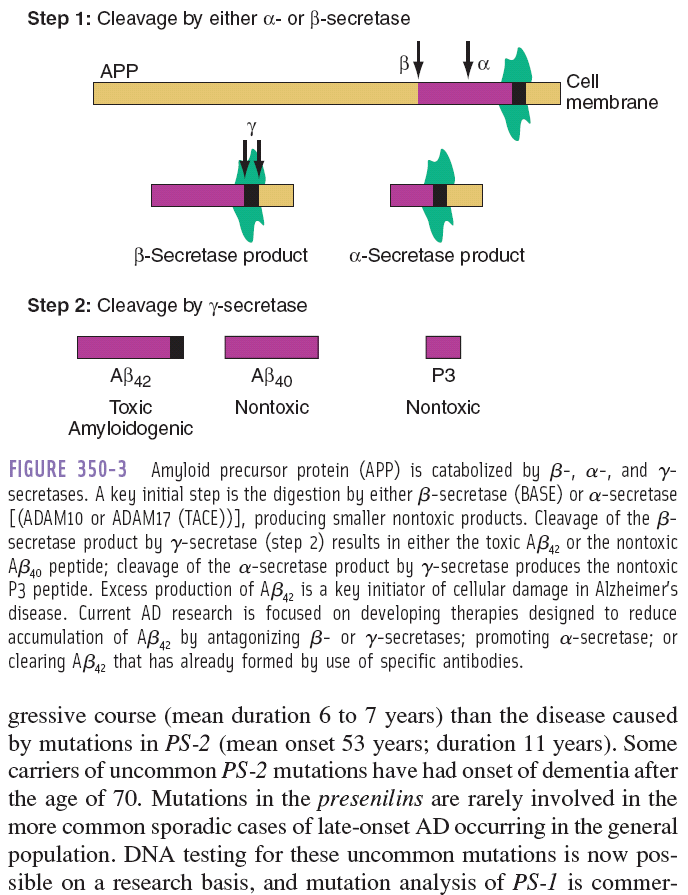 Step 1: Cleavage by either α- or β-secretase
β
α
APP
Cell
membrane
γ
β-Secretase product
α-Secretase product
Step 2: Cleavage by γ-secretase
Aβ₄₂
Aβ₄₀
P3
Toxic
Amyloidogenic
Nontoxic
Nontoxic
FIGURE 350-3 Amyloid precursor protein (APP) is catabolized by β-, α-, and γ-
secretases. A key initial step is the digestion by either β-secretase (BASE) or α-secretase
[(ADAM10 or ADAM17 (TACE))], producing smaller nontoxic products. Cleavage of the β-
secretase product by γ-secretase (step 2) results in either the toxic Aβ₄₂ or the nontoxic
Aβ₄₀ peptide; cleavage of the α-secretase product by γ-secretase produces the nontoxic
P3 peptide. Excess production of Aβ₄₂ is a key initiator of cellular damage in Alzheimer's
disease. Current AD research is focused on developing therapies designed to reduce
accumulation of Aβ₄₂ by antagonizing β- or γ-secretases; promoting α-secretase; or
clearing Aβ₄₂ that has already formed by use of specific antibodies.
gressive course (mean duration 6 to 7 years) than the disease caused
by mutations in PS-2 (mean onset 53 years; duration 11 years). Some
carriers of uncommon PS-2 mutations have had onset of dementia after
the age of 70. Mutations in the presenilins are rarely involved in the
more common sporadic cases of late-onset AD occurring in the general
population. DNA testing for these uncommon mutations is now pos-
sible on a research basis, and mutation analysis of PS-1 is commer-